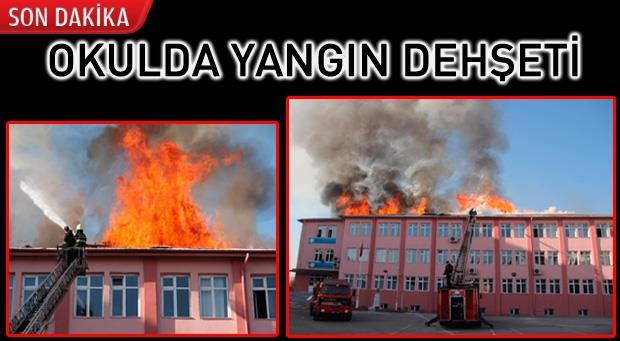 SON DAKİKA
OKULDA YANGIN DEHŞETİ